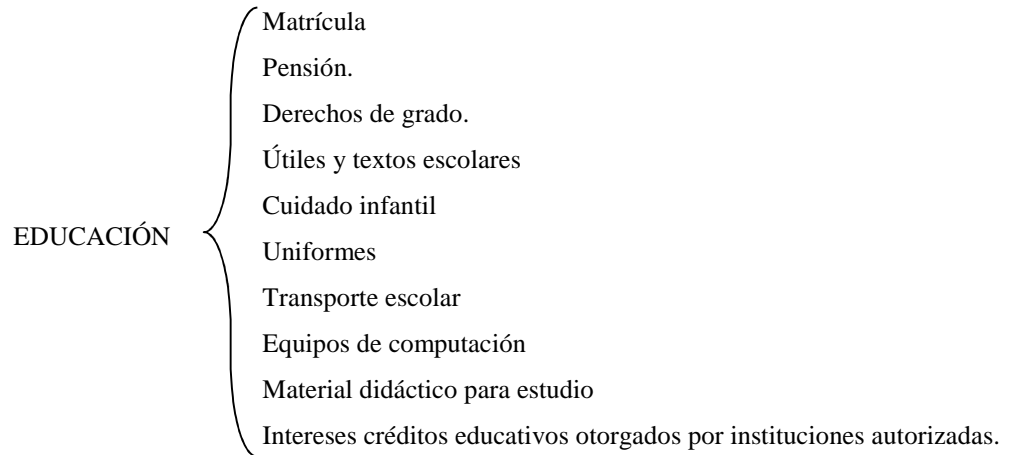 Matrícula
Pensión.
Derechos de grado.
Útiles y textos escolares
Cuidado infantil
EDUCACIÓN
Uniformes
Transporte escolar
Equipos de computación
Material didáctico para estudio
Intereses créditos educativos otorgados por instituciones autorizadas.